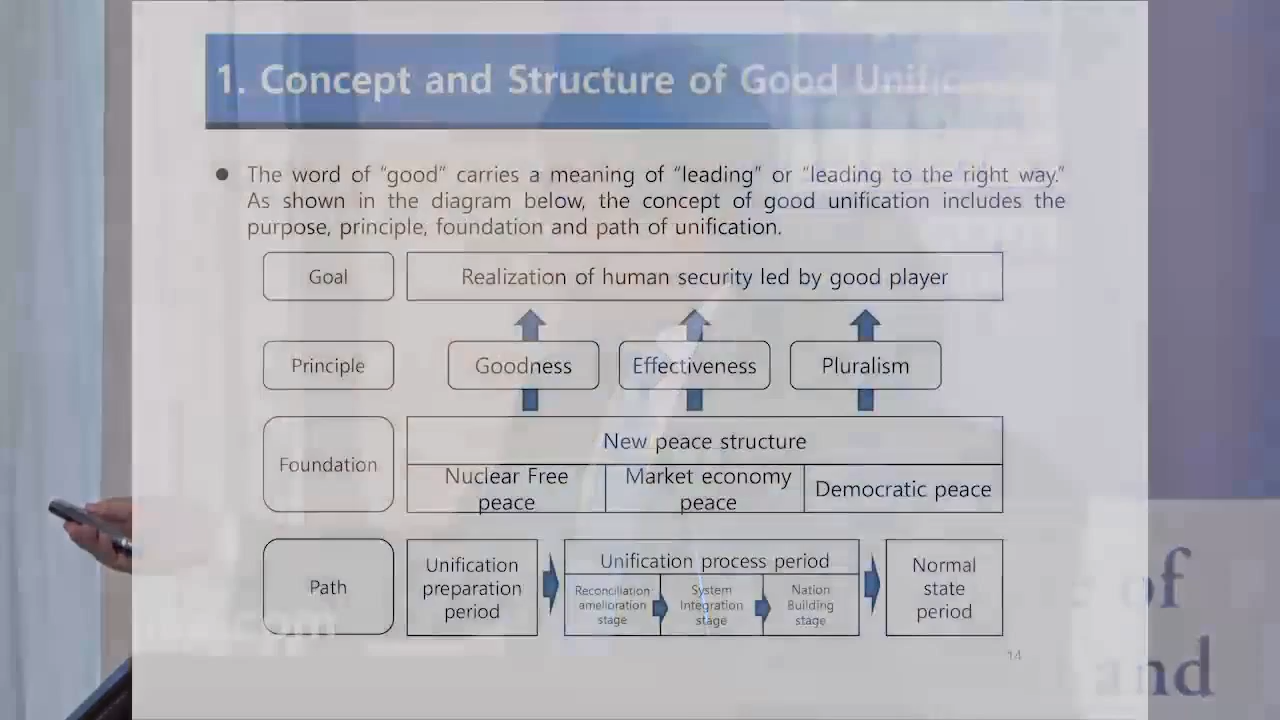 1. Concept and Structure of Good Unific
● The word of “good” carries a meaning of “leading” or “leading to the right way.”
As shown in the diagram below, the concept of good unification includes the
purpose, principle, foundation and path of unification.
Goal
Realization of human security led by good player
Principle
Goodness
Effectiveness
Pluralism
Foundation
New peace structure
Nuclear Free
peace
Market economy
peace
Democratic peace
Path
Unification
preparation
period
Unification process period
Reconciliation·
amelioration
stage
System
Integration
stage
Nation
Building
stage
Normal
state
period
14
of
and